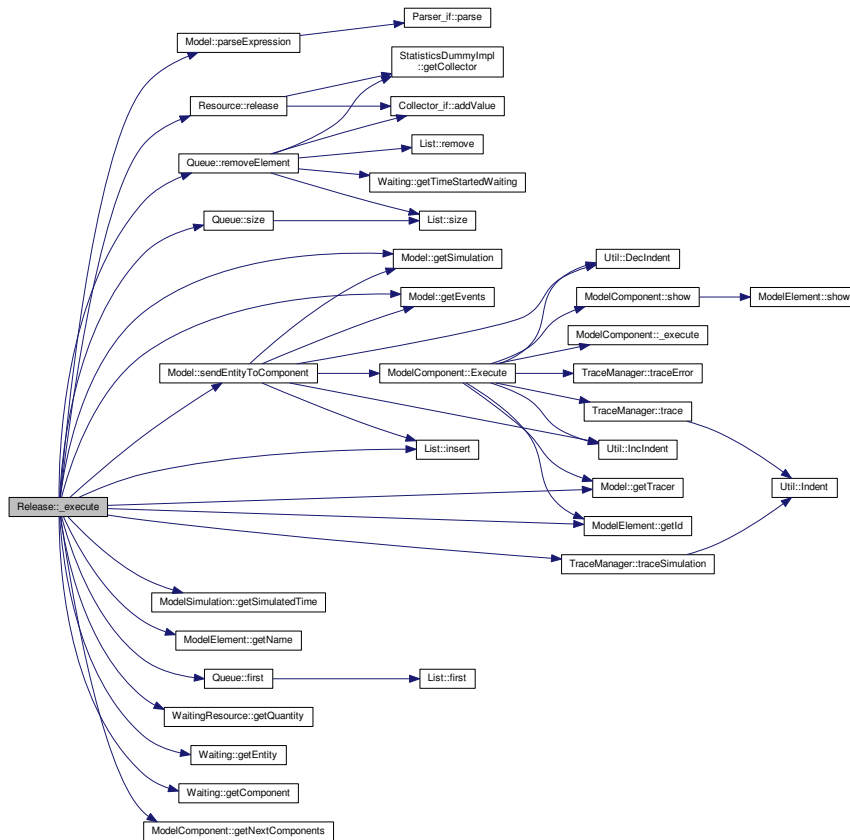 Parser_if::parse
Model::parseExpression
StatisticsDummyImpl
::getCollector
Resource::release
Collector_if::addValue
List::remove
Queue::removeElement
Waiting::getTimeStartedWaiting
Queue::size
List::size
Model::getSimulation
Util::DecIndent
Model::getEvents
ModelComponent::show
ModelElement::show
ModelComponent::_execute
Model::sendEntityToComponent
ModelComponent::Execute
TraceManager::traceError
TraceManager::trace
List::insert
Util::IncIndent
Model::getTracer
Util::Indent
Release::_execute
ModelElement::getId
TraceManager::traceSimulation
ModelSimulation::getSimulatedTime
ModelElement::getName
Queue::first
List::first
WaitingResource::getQuantity
Waiting::getEntity
Waiting::getComponent
ModelComponent::getNextComponents